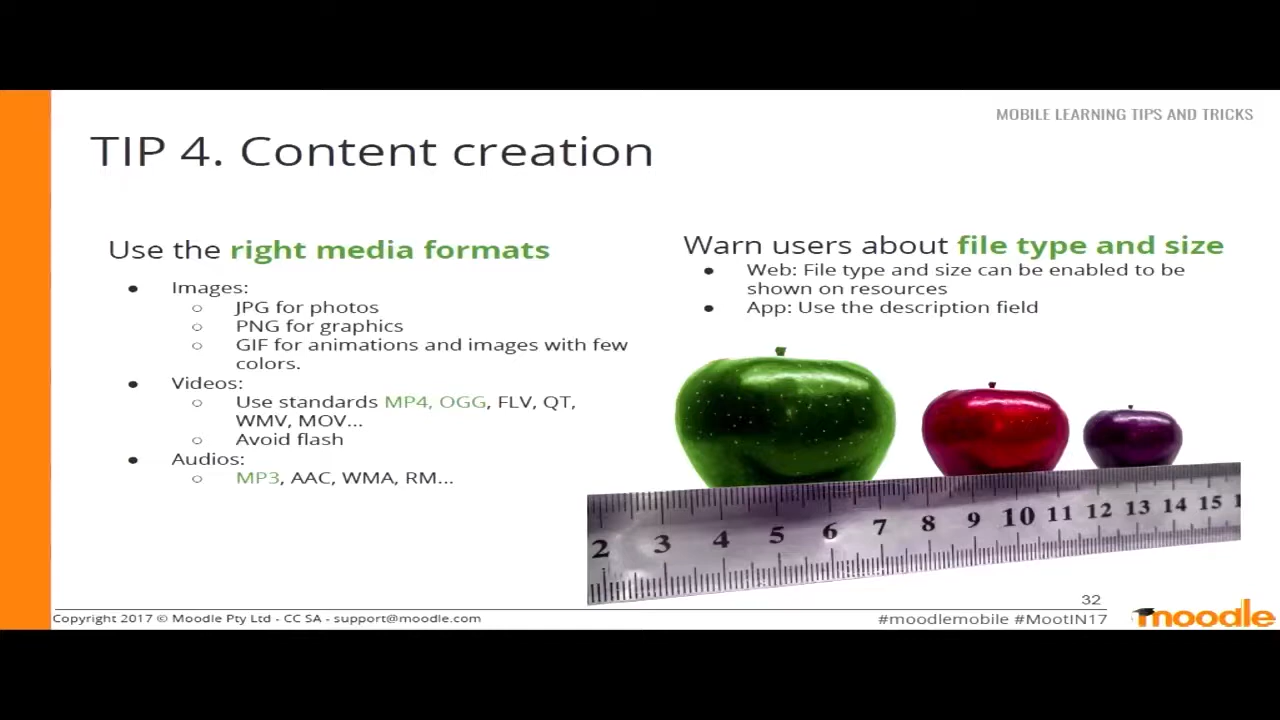 MOBILE LEARNING TIPS AND TRICKS
TIP 4. Content creation
Use the right media formats
● Images:
○ JPG for photos
○ PNG for graphics
○ GIF for animations and images with few
colors.
● Videos:
○ Use standards MP4, OGG, FLV, QT,
WMV, MOV...
○ Avoid flash
● Audios:
○ MP3, AAC, WMA, RM...
Warn users about file type and size
● Web: File type and size can be enabled to be
shown on resources
● App: Use the description field
2 3 4 5 6 7 8 9 10 11 12 13 14 15
32
Copyright 2017 © Moodle Pty Ltd - CC SA - support@moodle.com
#moodlemobile #MootIN17
moodle